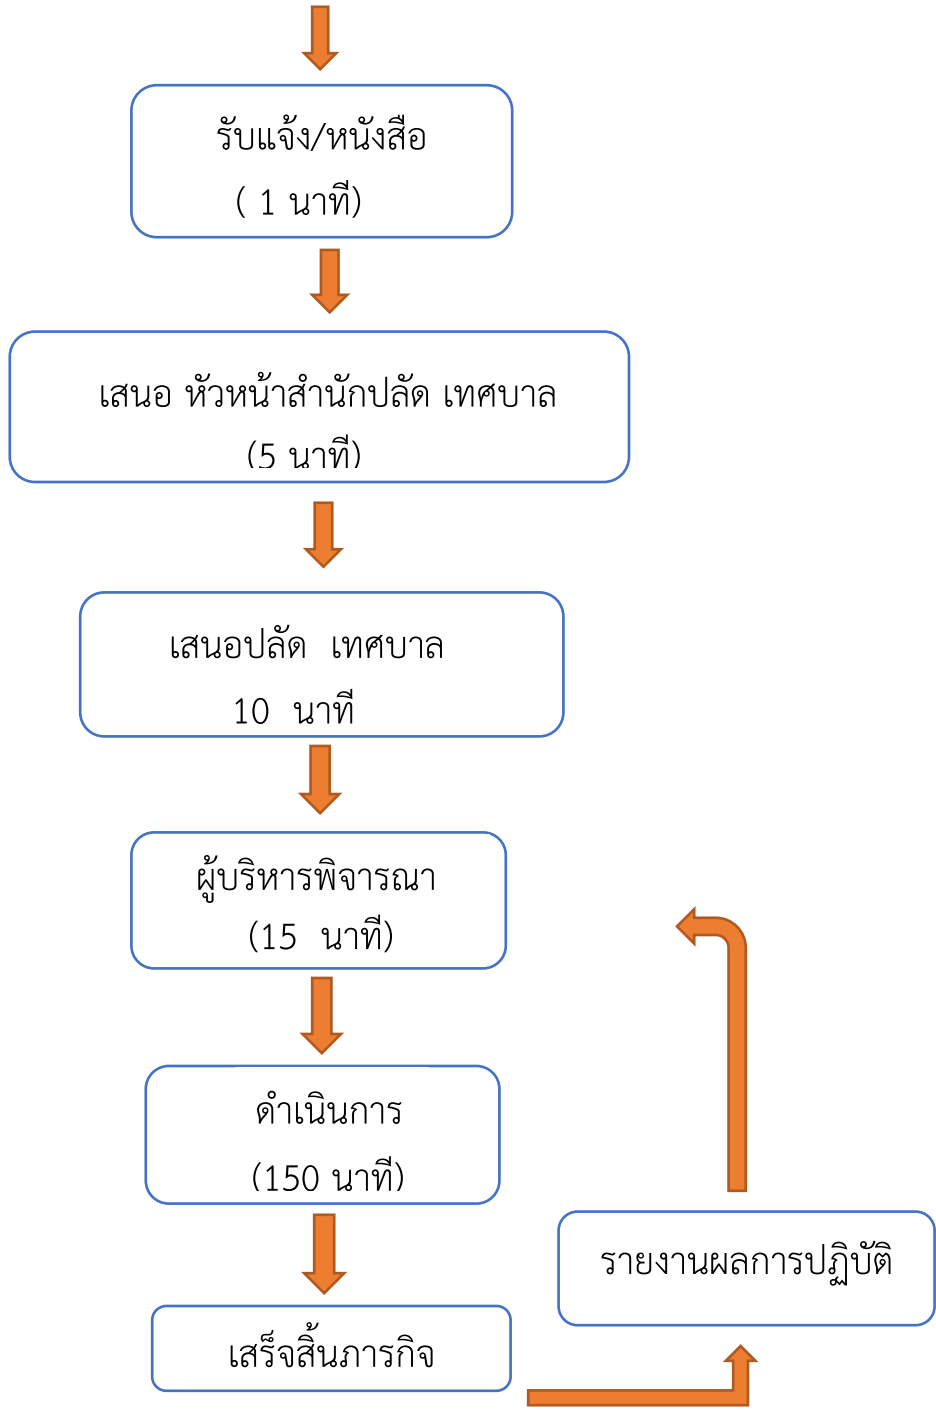 รับแจ้ง/หนังสือ
( 1 นาที)
เสนอ หัวหน้าสำนักปลัด เทศบาล
(5 นาที)
เสนอปลัด  เทศบาล
10  นาที
ผู้บริหารพิจารณา
(15  นาที)
ดำเนินการ
(150 นาที)
รายงานผลการปฏิบัติ
เสร็จสิ้นภารกิจ